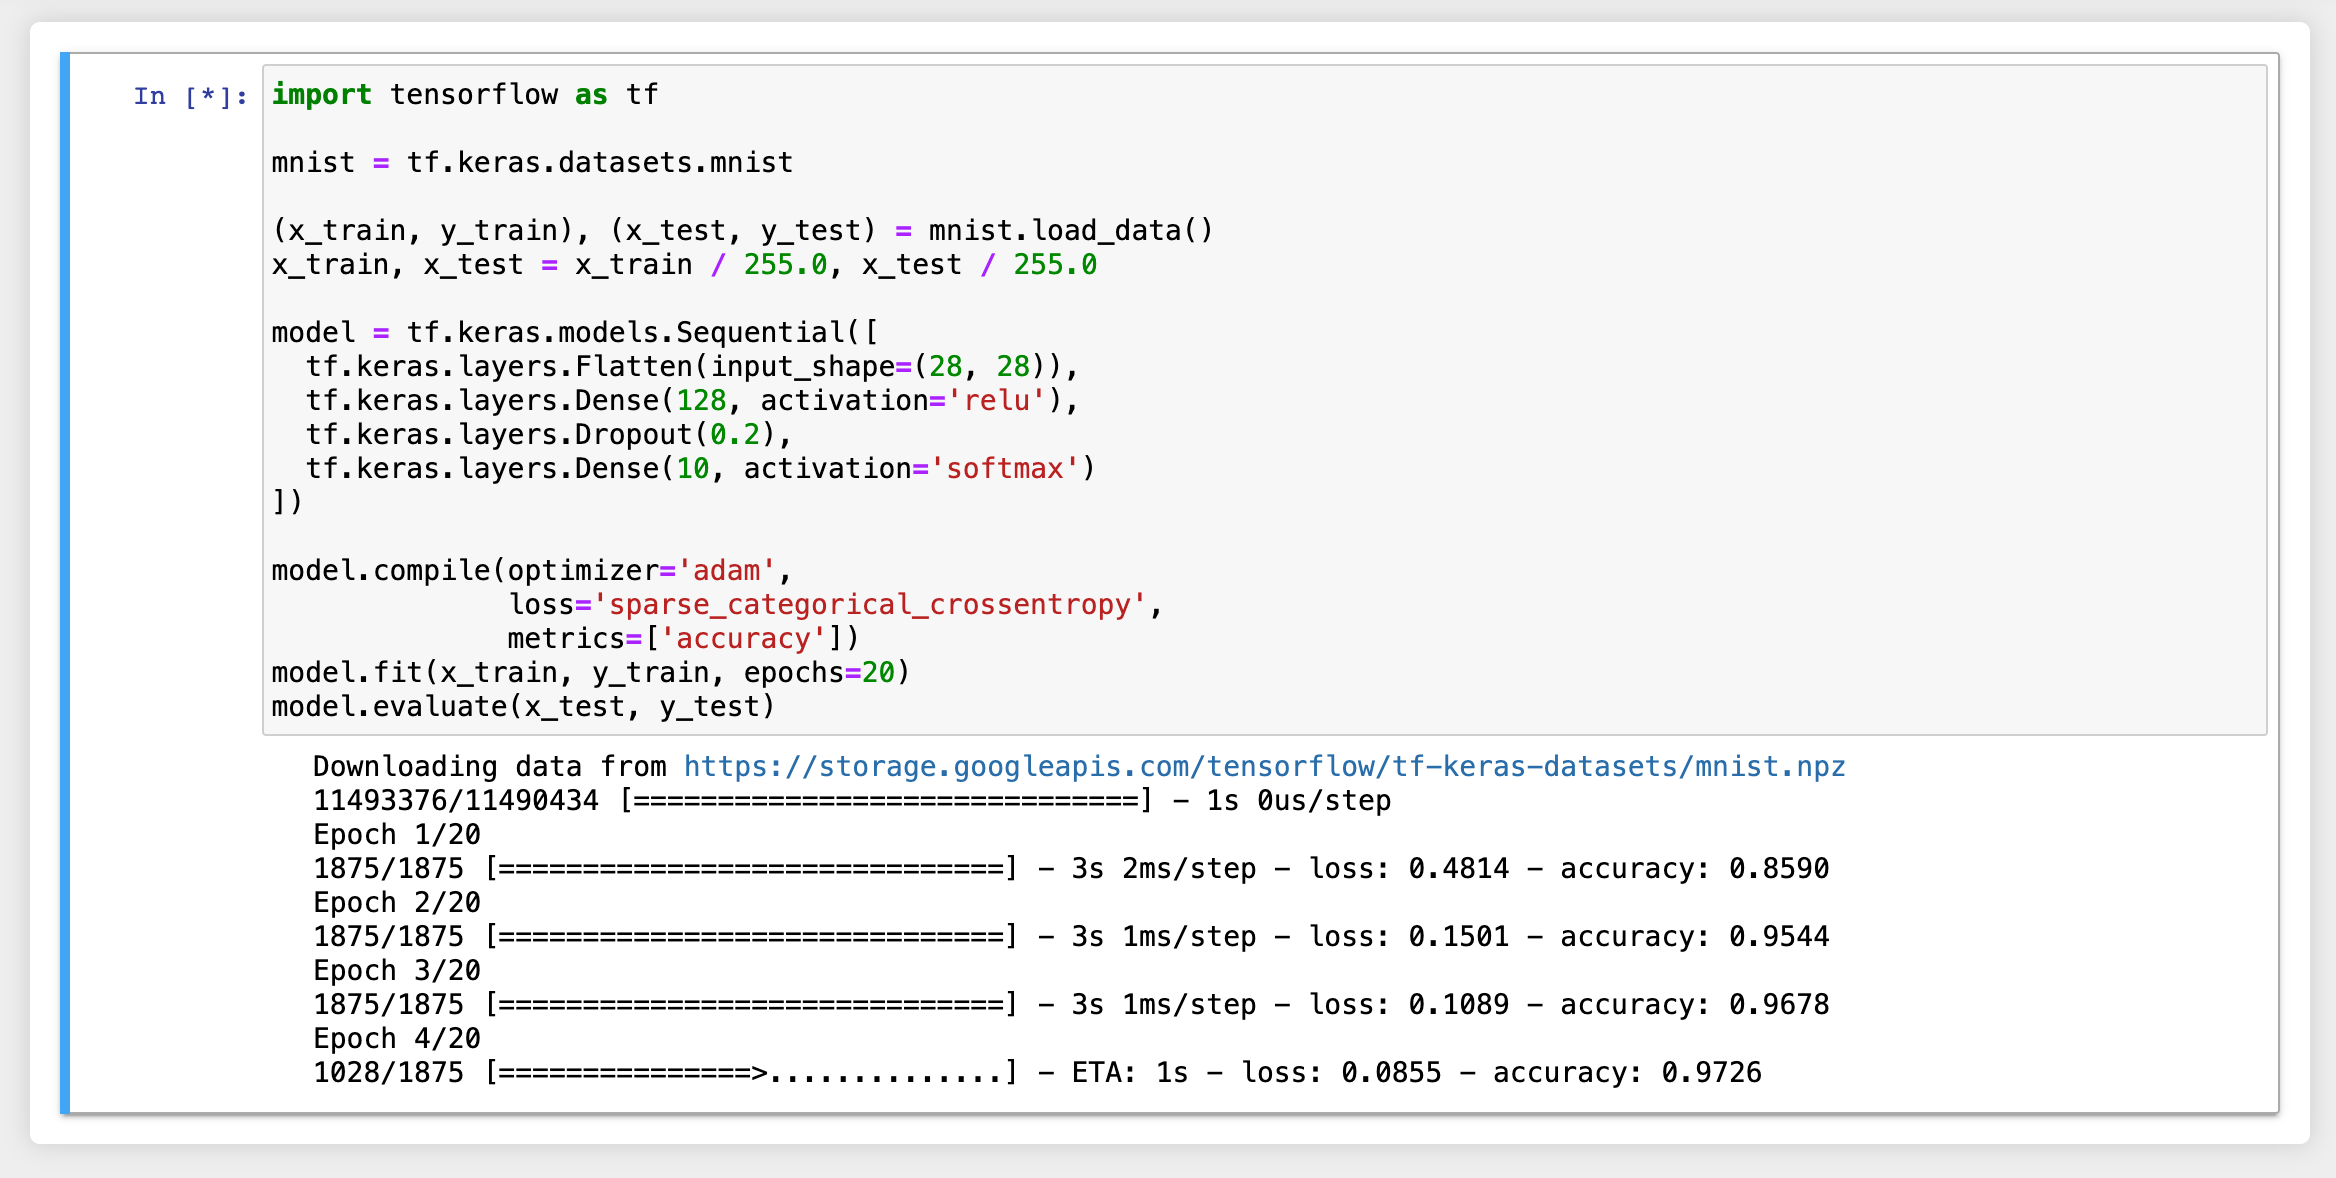 In [*]:
import tensorflow as tf
mnist = tf.keras.datasets.mnist
(x_train, y_train), (x_test, y_test) = mnist.load_data()
x_train, x_test = x_train / 255.0, x_test / 255.0
model = tf.keras.models.Sequential([
  tf.keras.layers.Flatten(input_shape=(28, 28)),
  tf.keras.layers.Dense(128, activation='relu'),
  tf.keras.layers.Dropout(0.2),
  tf.keras.layers.Dense(10, activation='softmax')
])
model.compile(optimizer='adam',
              loss='sparse_categorical_crossentropy',
              metrics=['accuracy'])
model.fit(x_train, y_train, epochs=20)
model.evaluate(x_test, y_test)
Downloading data from https://storage.googleapis.com/tensorflow/tf-keras-datasets/mnist.npz
11493376/11490434 [==============================] - 1s 0us/step
Epoch 1/20
1875/1875 [==============================] - 3s 2ms/step - loss: 0.4814 - accuracy: 0.8590
Epoch 2/20
1875/1875 [==============================] - 3s 1ms/step - loss: 0.1501 - accuracy: 0.9544
Epoch 3/20
1875/1875 [==============================] - 3s 1ms/step - loss: 0.1089 - accuracy: 0.9678
Epoch 4/20
1028/1875 [===============>..............] - ETA: 1s - loss: 0.0855 - accuracy: 0.9726